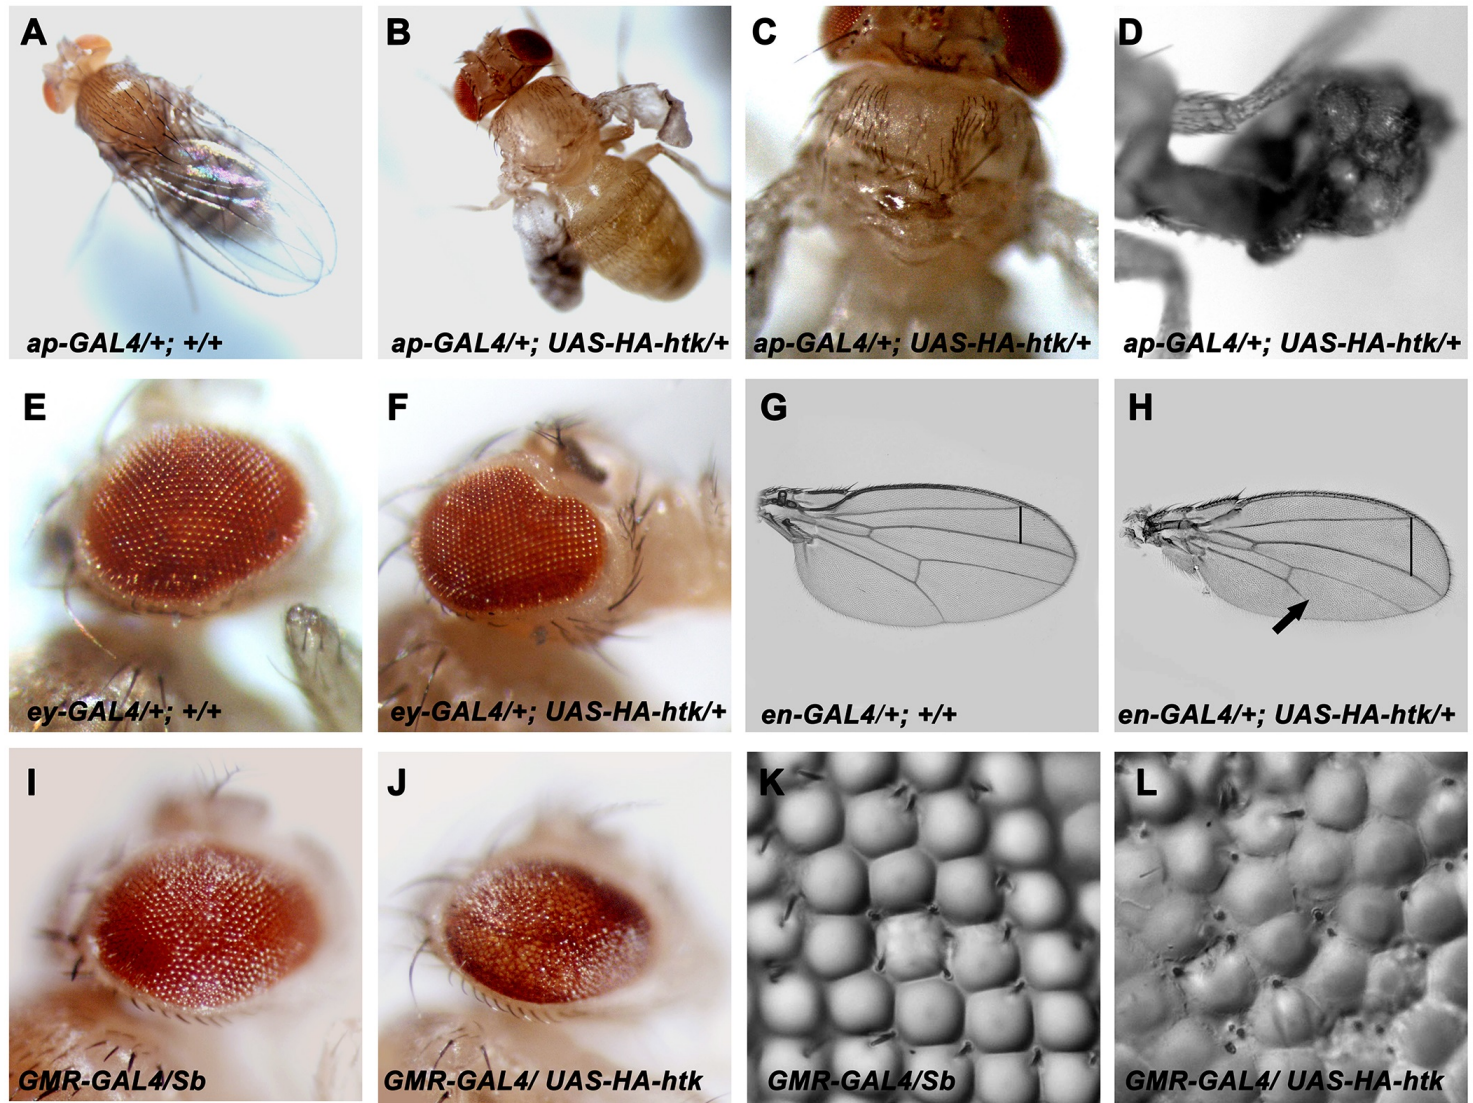 A
B
C
D
ap-GAL4/+; +/+
ap-GAL4/+; UAS-HA-htk/+
ap-GAL4/+; UAS-HA-htk/+
ap-GAL4/+; UAS-HA-htk/+
E
F
G
H
ey-GAL4/+; +/+
ey-GAL4/+; UAS-HA-htk/+
en-GAL4/+; +/+
en-GAL4/+; UAS-HA-htk/+
I
J
K
L
GMR-GAL4/Sb
GMR-GAL4/ UAS-HA-htk
GMR-GAL4/Sb
GMR-GAL4/ UAS-HA-htk